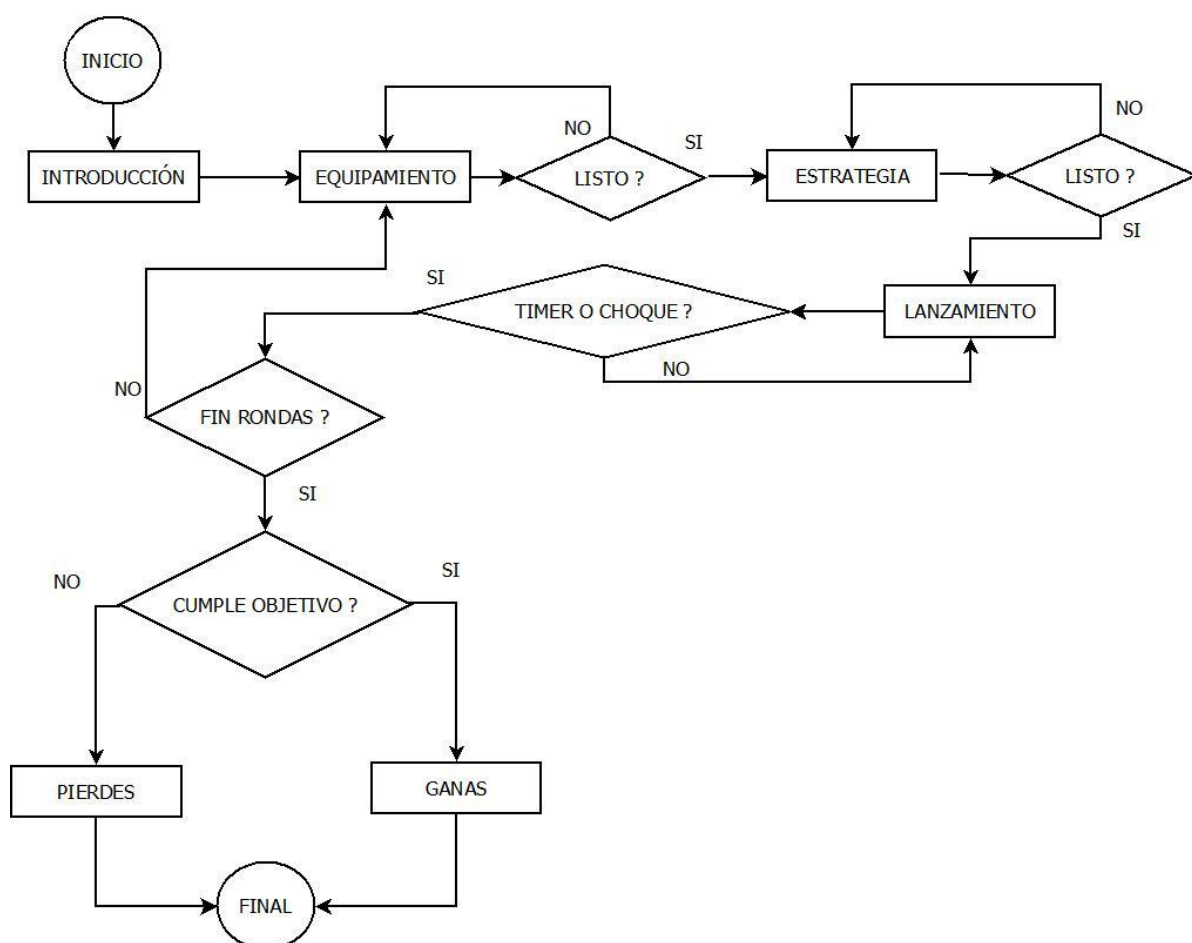 INICIO
NO
NO
SI
INTRODUCCIÓN
EQUIPAMIENTO
LISTO ?
ESTRATEGIA
LISTO ?
SI
SI
TIMER O CHOQUE ?
LANZAMIENTO
NO
NO
FIN RONDAS ?
SI
NO
SI
CUMPLE OBJETIVO ?
PIERDES
GANAS
FINAL